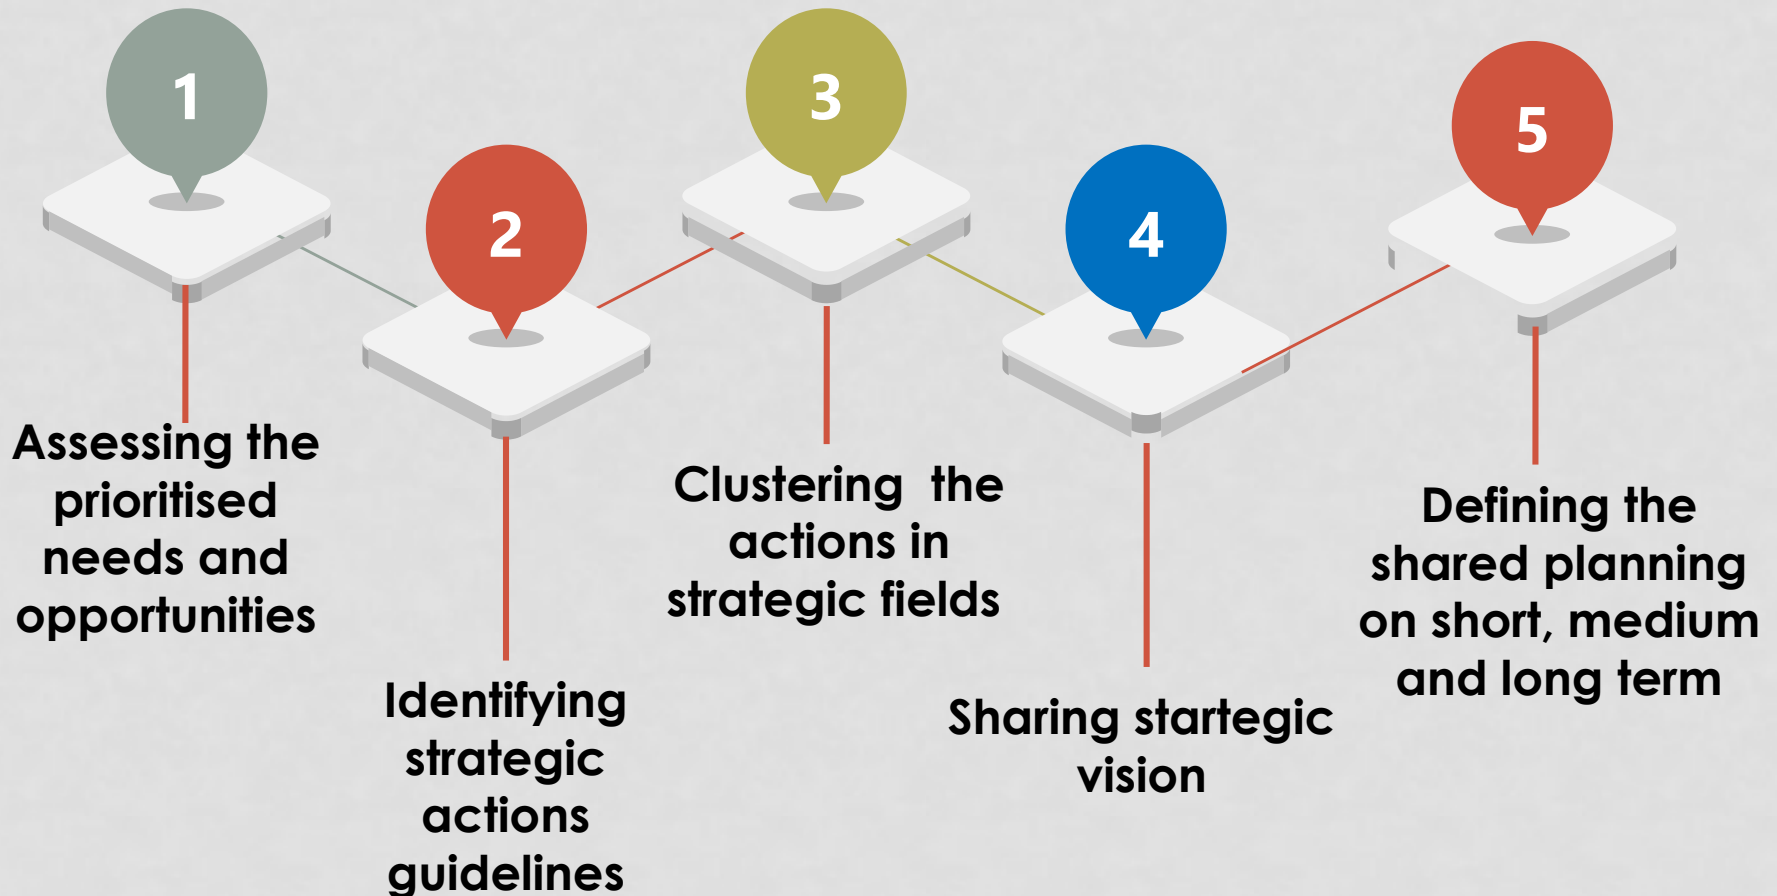 1
Assessing the
prioritised
needs and
opportunities
2
Identifying
strategic
actions
guidelines
3
Clustering  the
actions in
strategic fields
4
Sharing startegic
vision
5
Defining the
shared planning
on short, medium
and long term